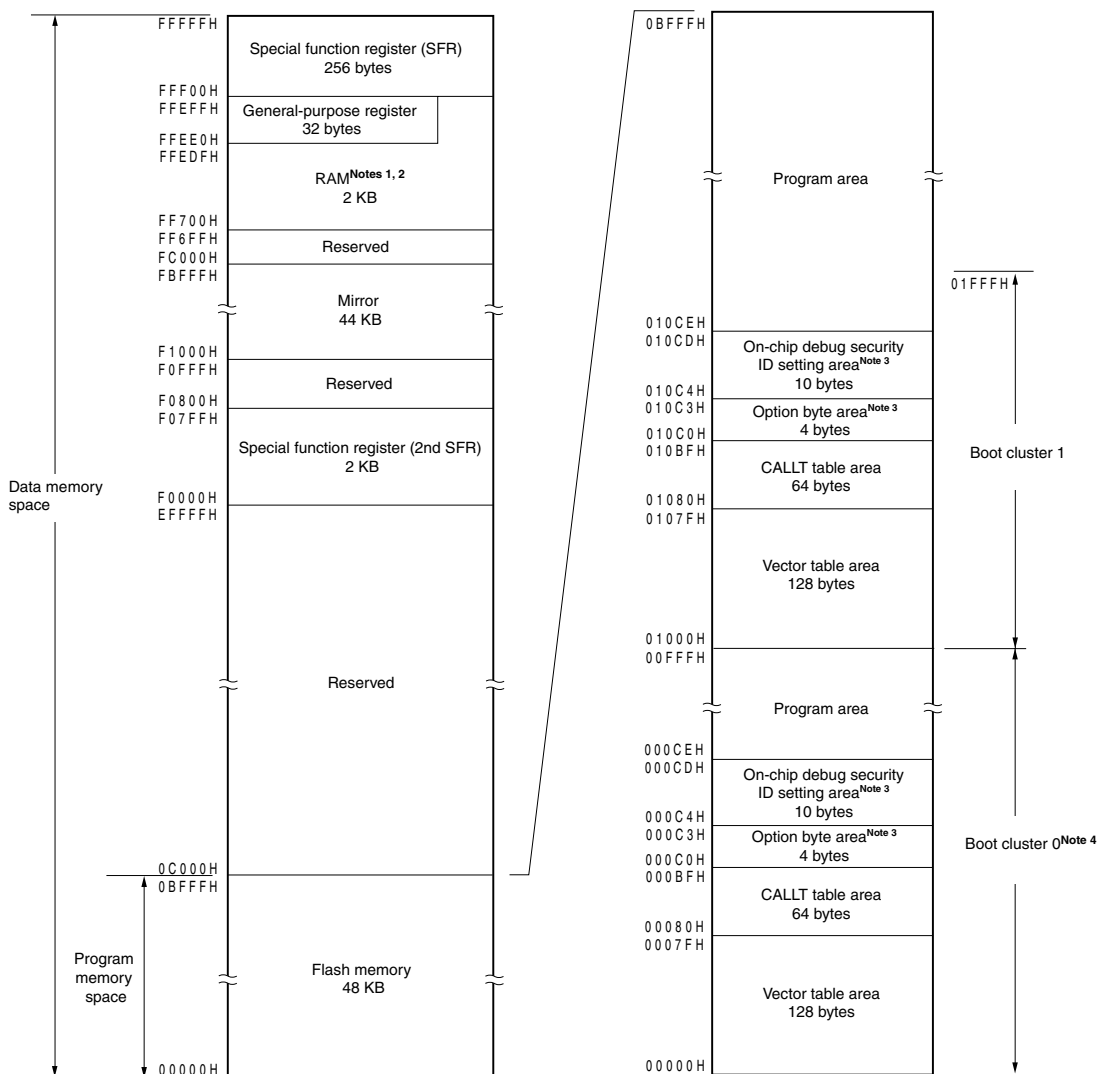 FFFFFH
Special function register (SFR)
256 bytes
FFF00H
FFEFFH
General-purpose register
32 bytes
FFEE0H
FFEDFH
RAMNotes 1, 2
2 KB
FF700H
FF6FFH
Reserved
FC000H
FBFFFH
Mirror
44 KB
F1000H
F0FFFH
Reserved
F0800H
F07FFH
Special function register (2nd SFR)
2 KB
F0000H
EFFFFH
Data memory
space
Reserved
0C000H
0BFFFH
Program
memory
space
Flash memory
48 KB
00000H
0BFFFH
Program area
01FFFH
010CEH
010CDH
On-chip debug security
ID setting areaNote 3
10 bytes
010C4H
010C3H
Option byte areaNote 3
4 bytes
010C0H
010BFH
CALLT table area
64 bytes
Boot cluster 1
01080H
0107FH
Vector table area
128 bytes
01000H
00FFFH
Program area
000CEH
000CDH
On-chip debug security
ID setting areaNote 3
10 bytes
000C4H
000C3H
Option byte areaNote 3
4 bytes
Boot cluster 0Note 4
000C0H
000BFH
CALLT table area
64 bytes
00080H
0007FH
Vector table area
128 bytes
00000H